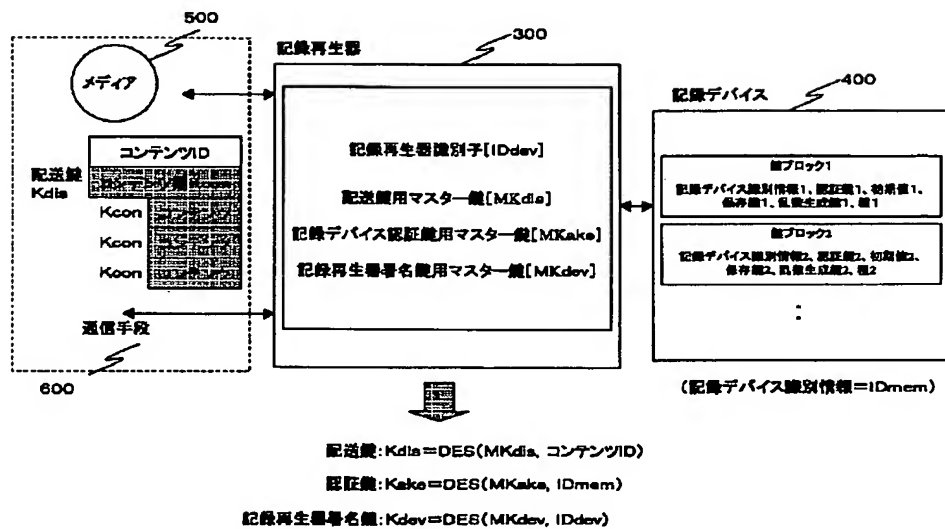 500
メディア
コンテンツID
配送鍵
Kdis
Kcon
Kcon
Kcon
通信手段
600
記録再生器
300
記録再生器識別子[IDdev]
配送鍵用マスター鍵[MKdis]
記録デバイス認証鍵用マスター鍵[MKake]
記録再生器署名鍵用マスター鍵[MKdev]
記録デバイス
400
鍵ブロック1
記録デバイス識別情報1、認証鍵1、初期値1、
保存鍵1、乱数生成鍵1、種1
鍵ブロック2
記録デバイス識別情報2、認証鍵2、初期値2、
保存鍵2、乱数生成鍵2、種2
(記録デバイス識別情報=IDmem)
配送鍵:Kdis=DES(MKdis, コンテンツID)
認証鍵:Kake=DES(MKake, IDmem)
記録再生器署名鍵:Kdev=DES(MKdev, IDdev)